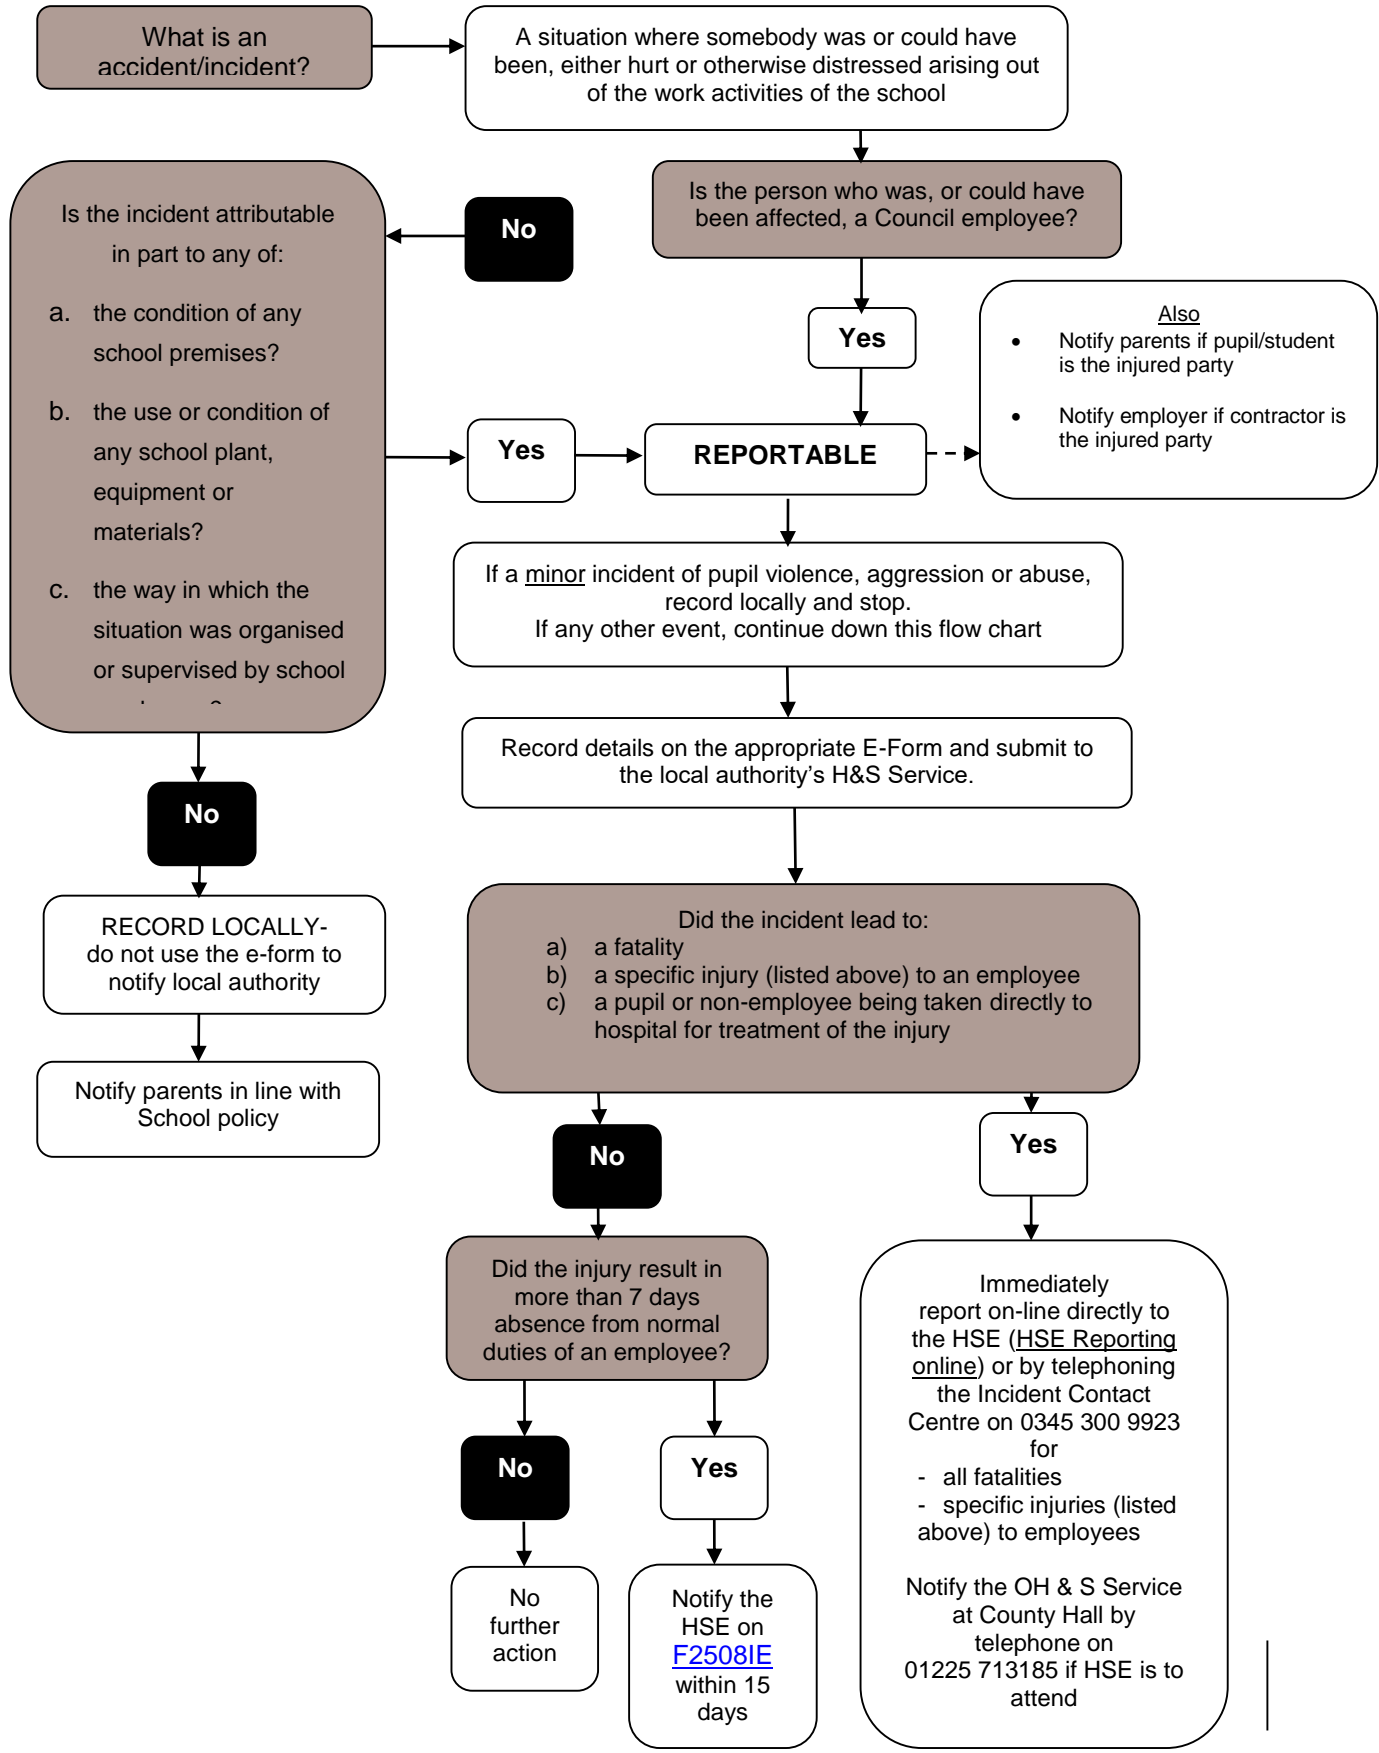 What is an
accident/incident?
A situation where somebody was or could have
been, either hurt or otherwise distressed arising out
of the work activities of the school
Is the person who was, or could have
been affected, a Council employee?
No
Is the incident attributable
in part to any of:
a. the condition of any
school premises?
b. the use or condition of
any school plant,
equipment or
materials?
c. the way in which the
situation was organised
or supervised by school
Yes
Also
• Notify parents if pupil/student
is the injured party
• Notify employer if contractor is
the injured party
Yes
REPORTABLE
If a minor incident of pupil violence, aggression or abuse,
record locally and stop.
If any other event, continue down this flow chart
Record details on the appropriate E-Form and submit to
the local authority’s H&S Service.
No
RECORD LOCALLY-
do not use the e-form to
notify local authority
Notify parents in line with
School policy
Did the incident lead to:
a) a fatality
b) a specific injury (listed above) to an employee
c) a pupil or non-employee being taken directly to
hospital for treatment of the injury
No
Yes
Did the injury result in
more than 7 days
absence from normal
duties of an employee?
No
Yes
No
further
action
Notify the
HSE on
F2508IE
within 15
days
Immediately
report on-line directly to
the HSE (HSE Reporting
online) or by telephoning
the Incident Contact
Centre on 0345 300 9923
for
- all fatalities
- specific injuries (listed
above) to employees
Notify the OH & S Service
at County Hall by
telephone on
01225 713185 if HSE is to
attend